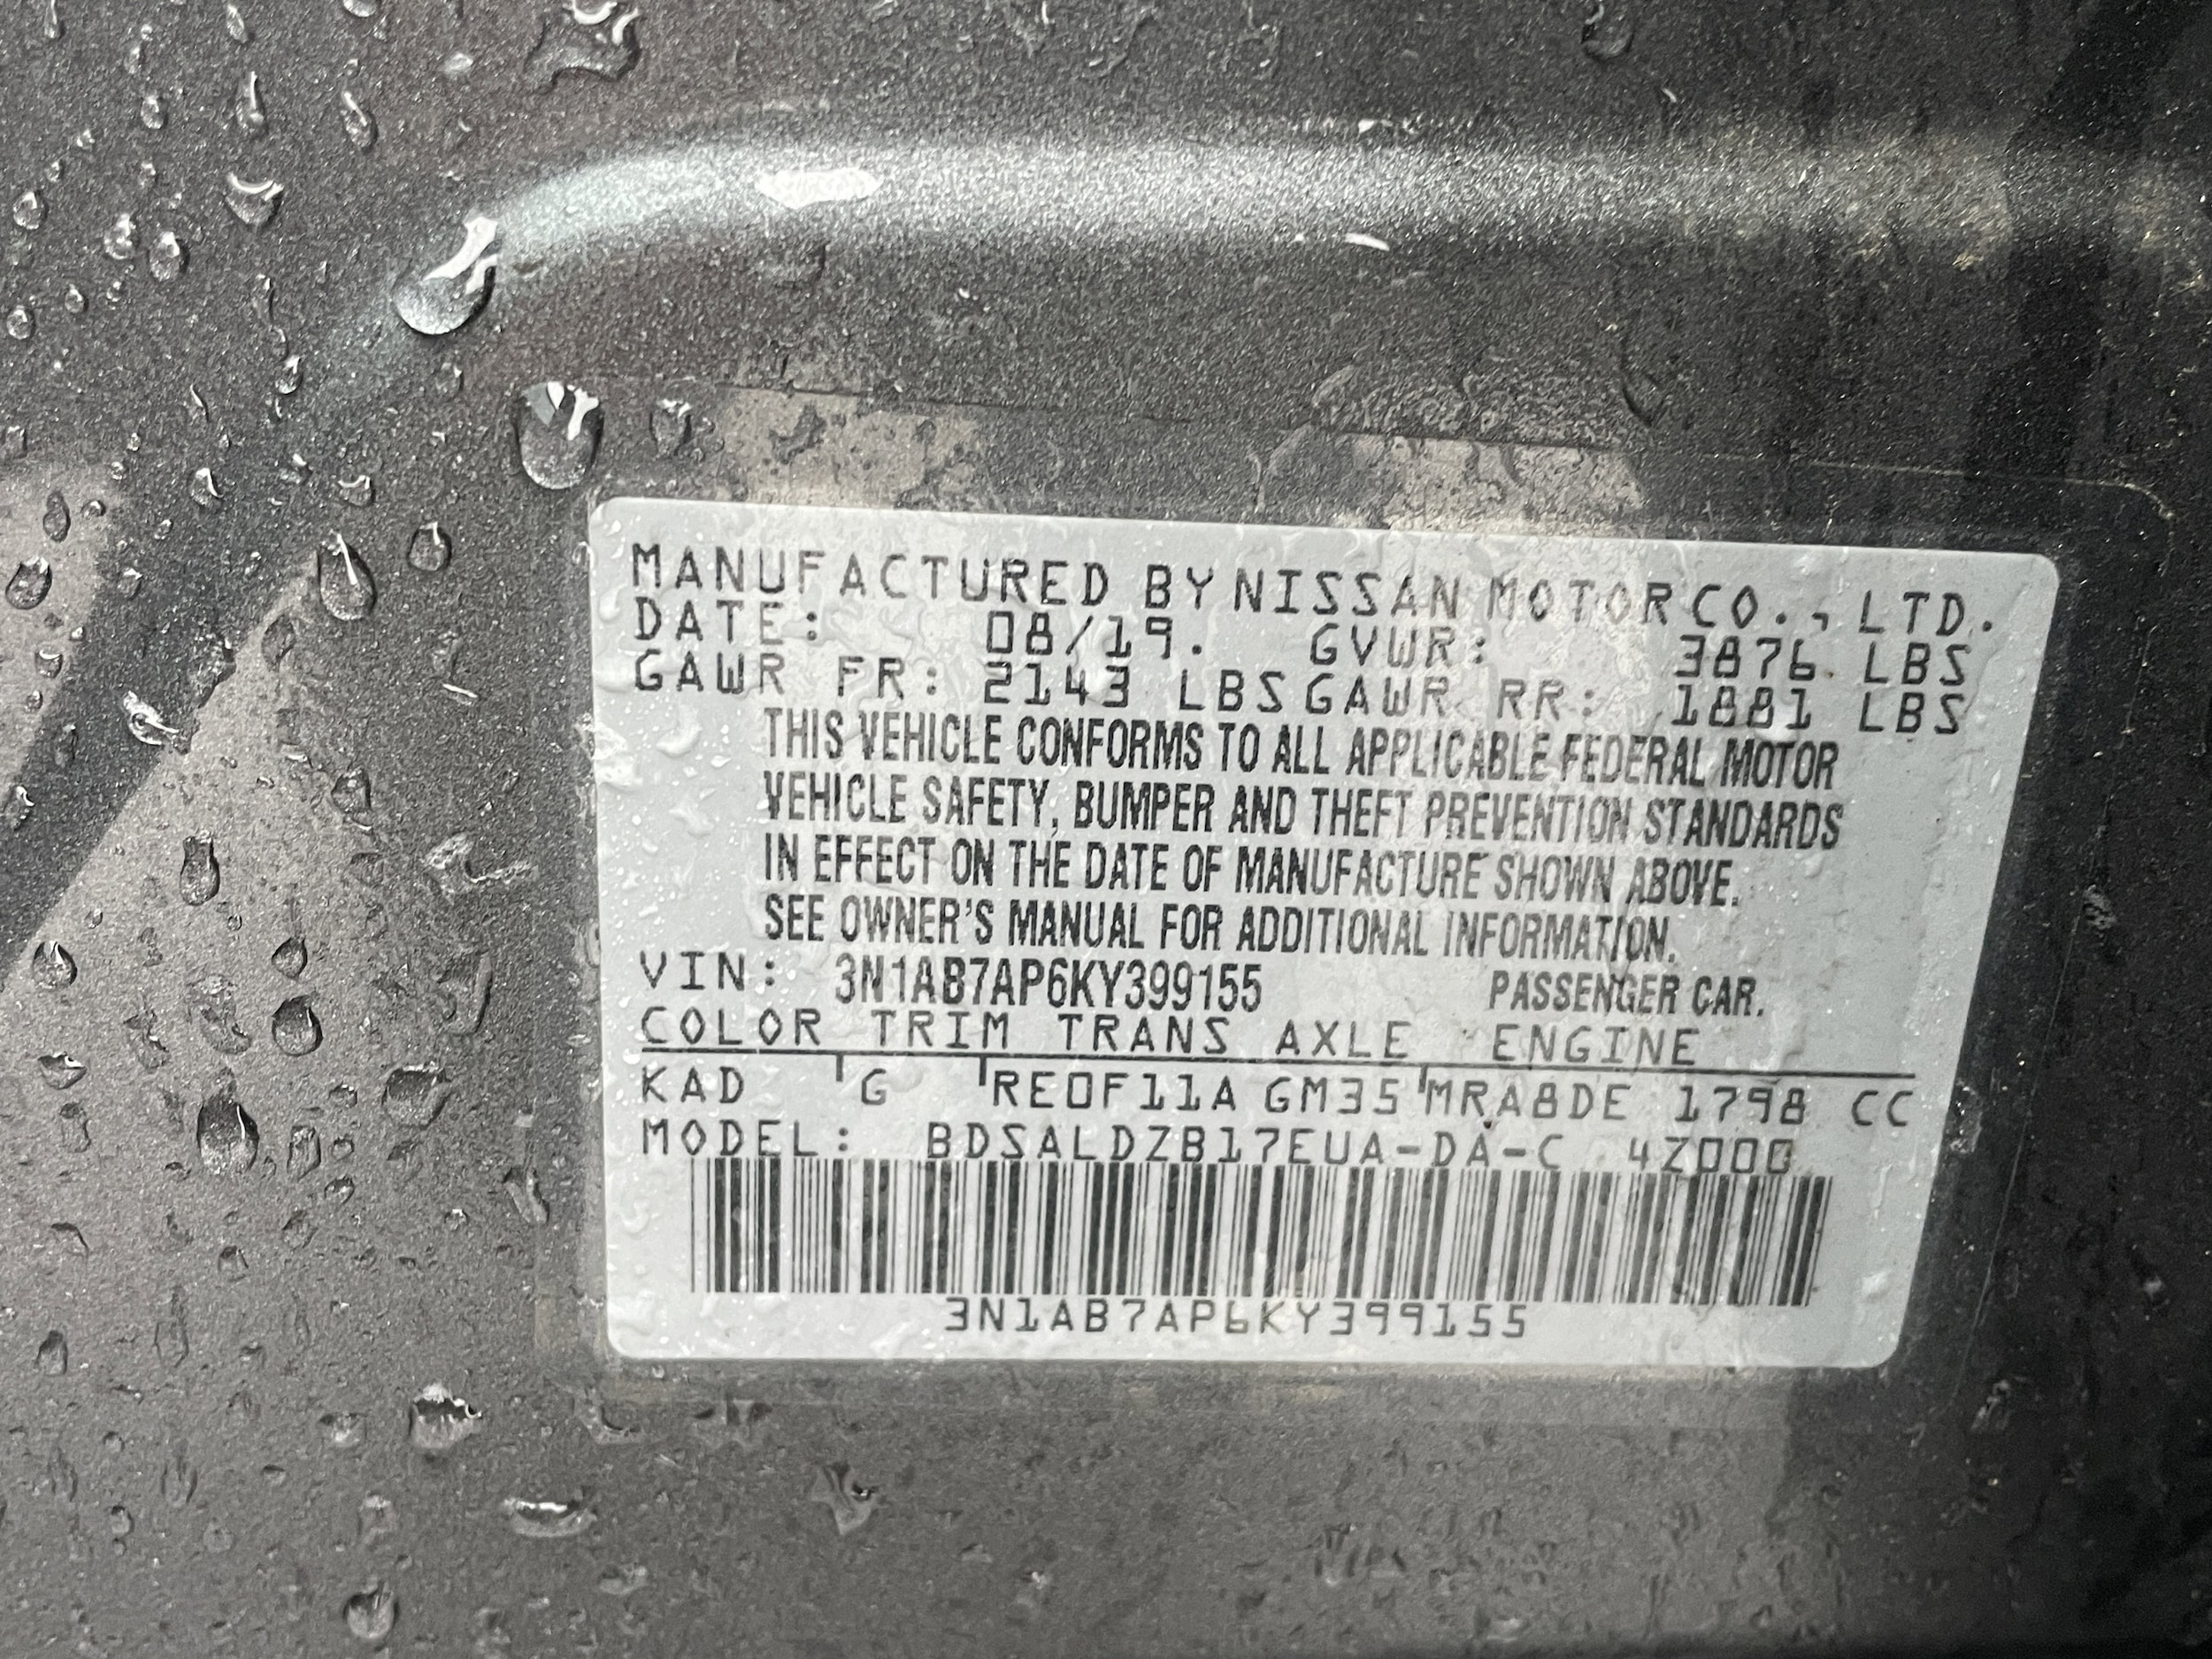 MANUFACTURED BY NISSAN MOTOR CO., LTD.
DATE: 08/19. GVWR: 3876 LBS
GAWR FR: 2143 LBS GAWR RR: 1881 LBS
THIS VEHICLE CONFORMS TO ALL APPLICABLE FEDERAL MOTOR
VEHICLE SAFETY, BUMPER AND THEFT PREVENTION STANDARDS
IN EFFECT ON THE DATE OF MANUFACTURE SHOWN ABOVE.
SEE OWNER'S MANUAL FOR ADDITIONAL INFORMATION.
VIN: 3N1AB7AP6KY399155 PASSENGER CAR.
COLOR TRIM TRANS AXLE ENGINE
KAD G RE0F11A GM35 MRA8DE 1798 CC
MODEL: BDSALDZB17EUA-DA-C 4Z000
3N1AB7AP6KY399155